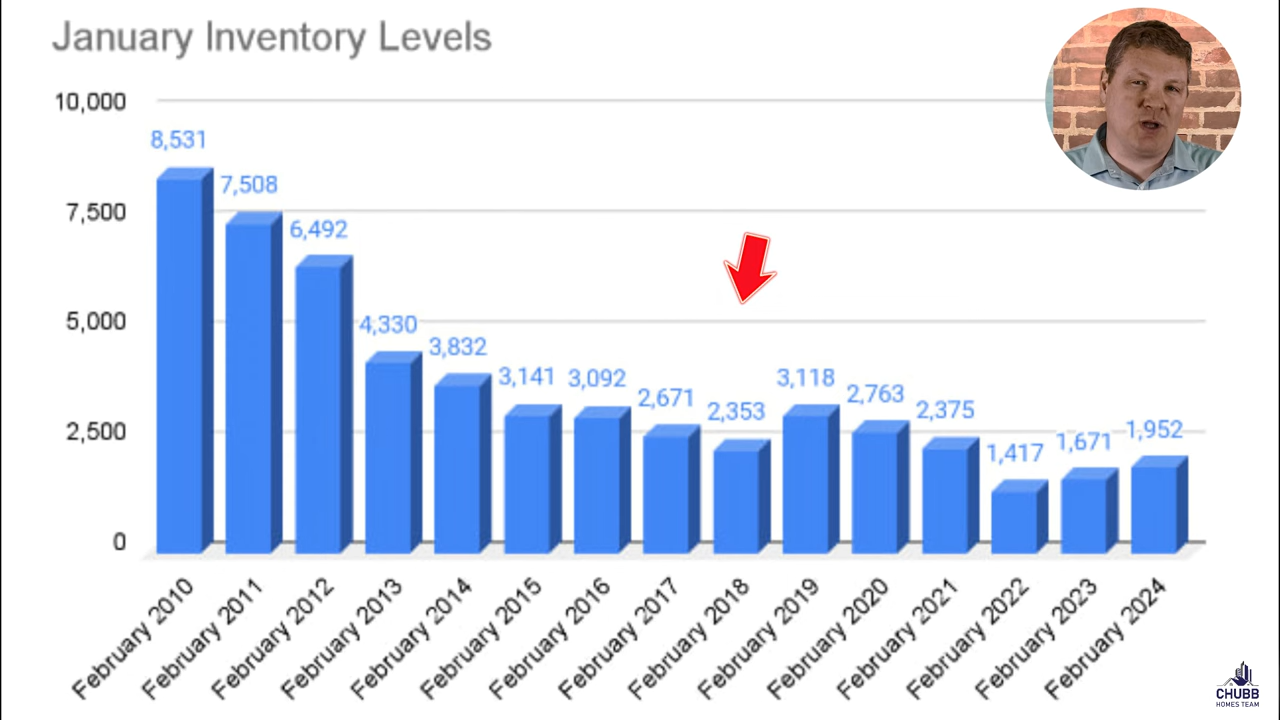 January Inventory Levels
10,000
7,500
5,000
2,500
0
8,531
7,508
6,492
4,330
3,832
3,141
3,092
2,671
2,353
3,118
2,763
2,375
1,417
1,671
1,952
February 2010
February 2011
February 2012
February 2013
February 2014
February 2015
February 2016
February 2017
February 2018
February 2019
February 2020
February 2021
February 2022
February 2023
February 2024
CHUBB
HOMES TEAM